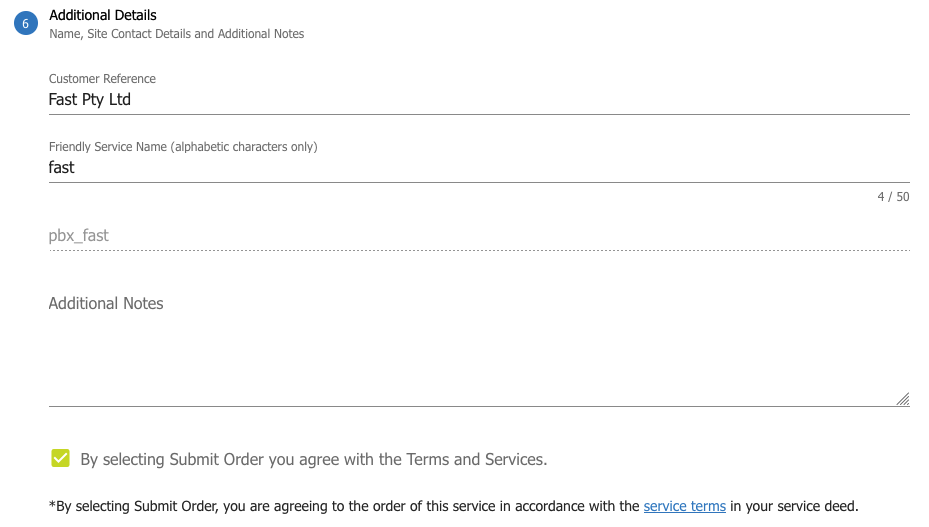 6
Additional Details
Name, Site Contact Details and Additional Notes
Customer Reference
Fast Pty Ltd
Friendly Service Name (alphabetic characters only)
fast
4 / 50
pbx_fast
Additional Notes
By selecting Submit Order you agree with the Terms and Services.
*By selecting Submit Order, you are agreeing to the order of this service in accordance with the service terms in your service deed.